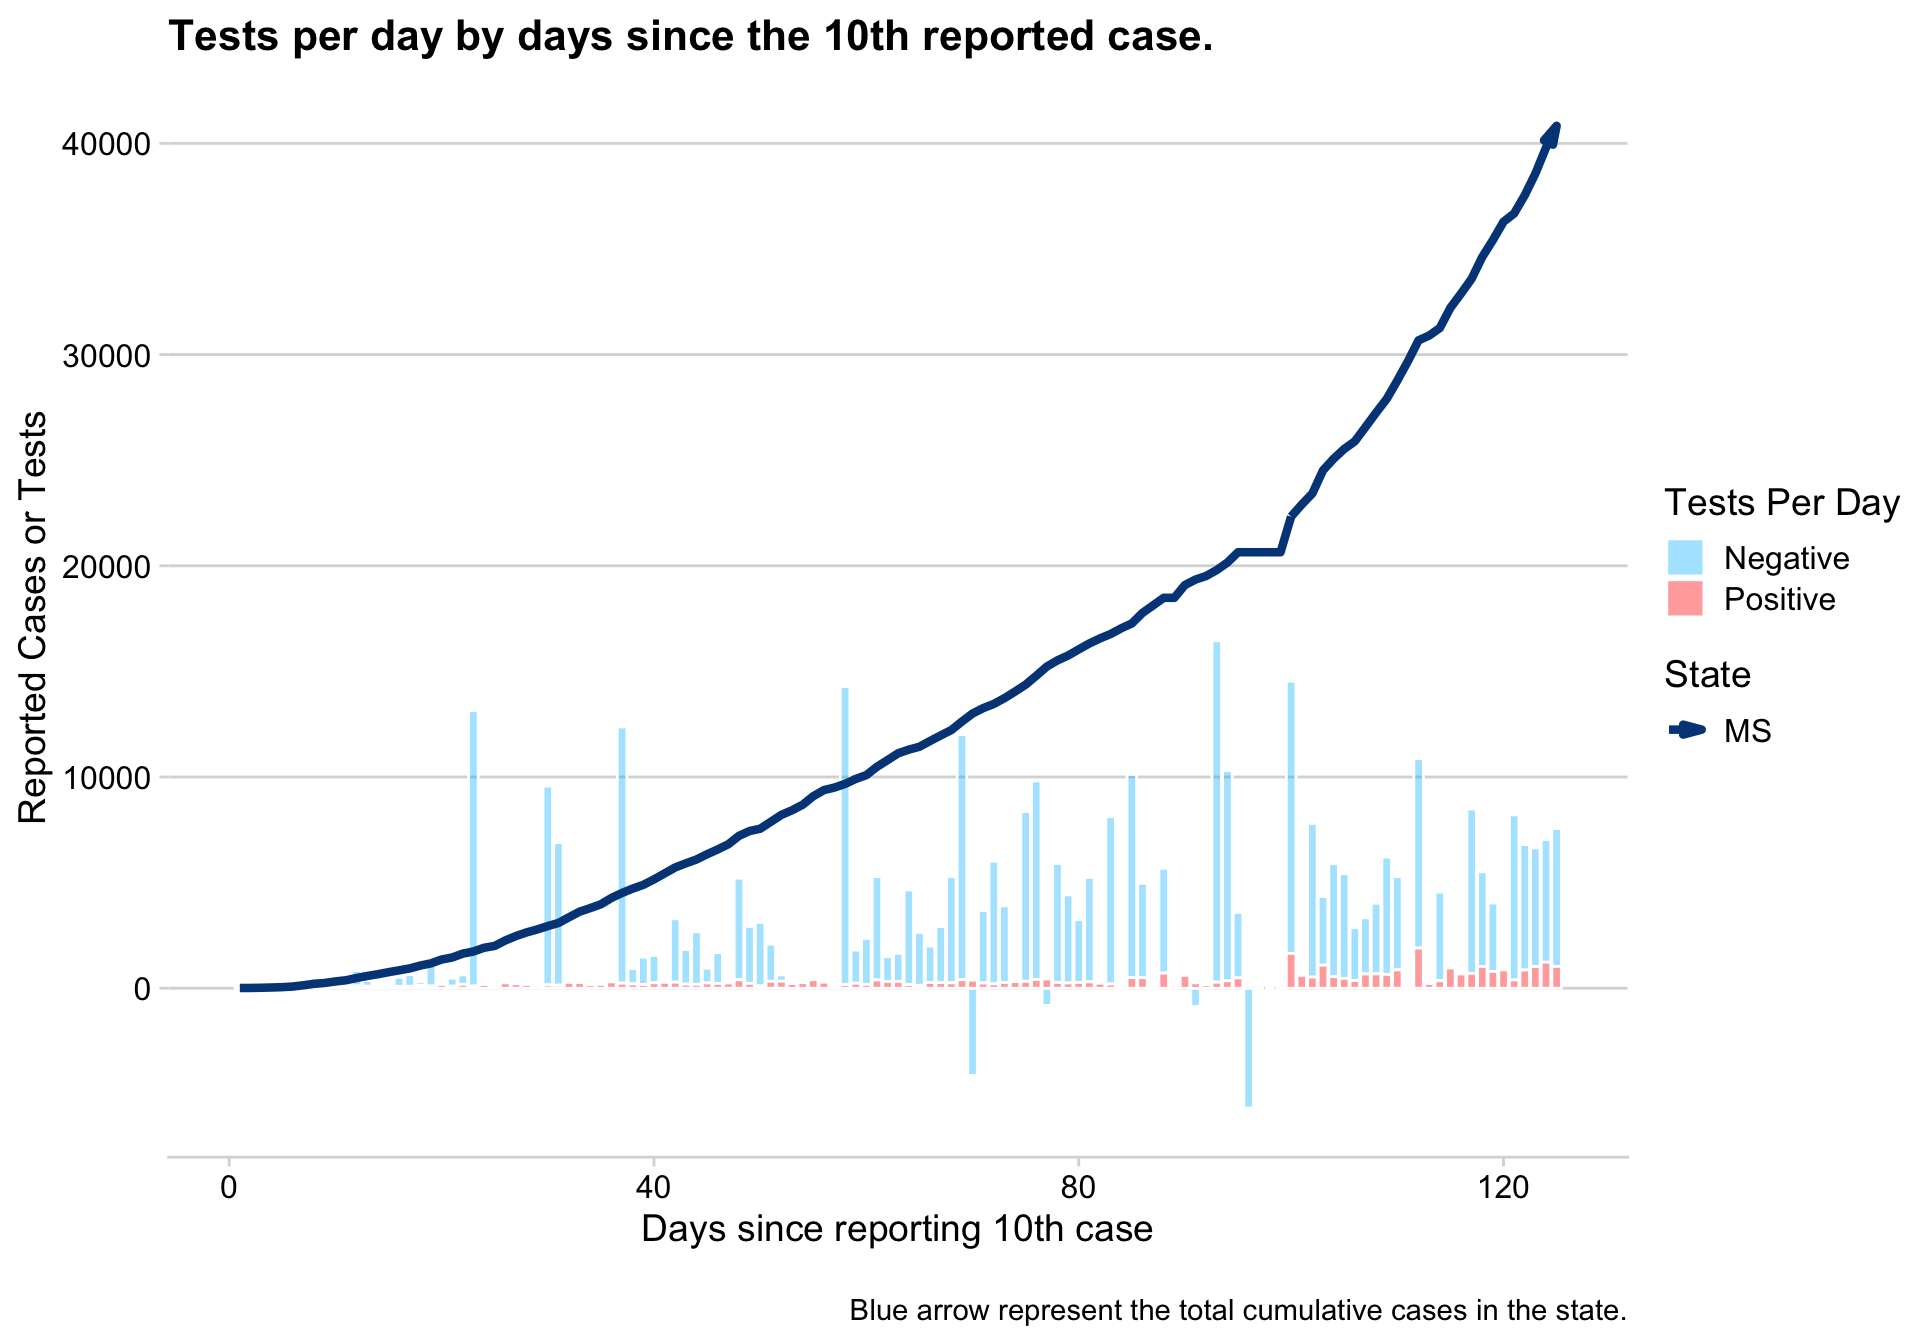 Tests per day by days since the 10th reported case.
Reported Cases or Tests
40000
30000
20000
10000
0
0
40
80
120
Days since reporting 10th case
Tests Per Day
Negative
Positive
State
MS
Blue arrow represent the total cumulative cases in the state.